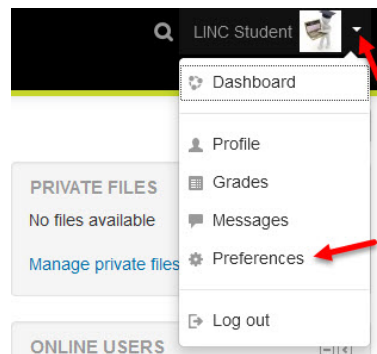 LINC Student
Dashboard
Profile
Grades
Messages
Preferences
Log out
PRIVATE FILES
No files available
Manage private files
ONLINE USERS